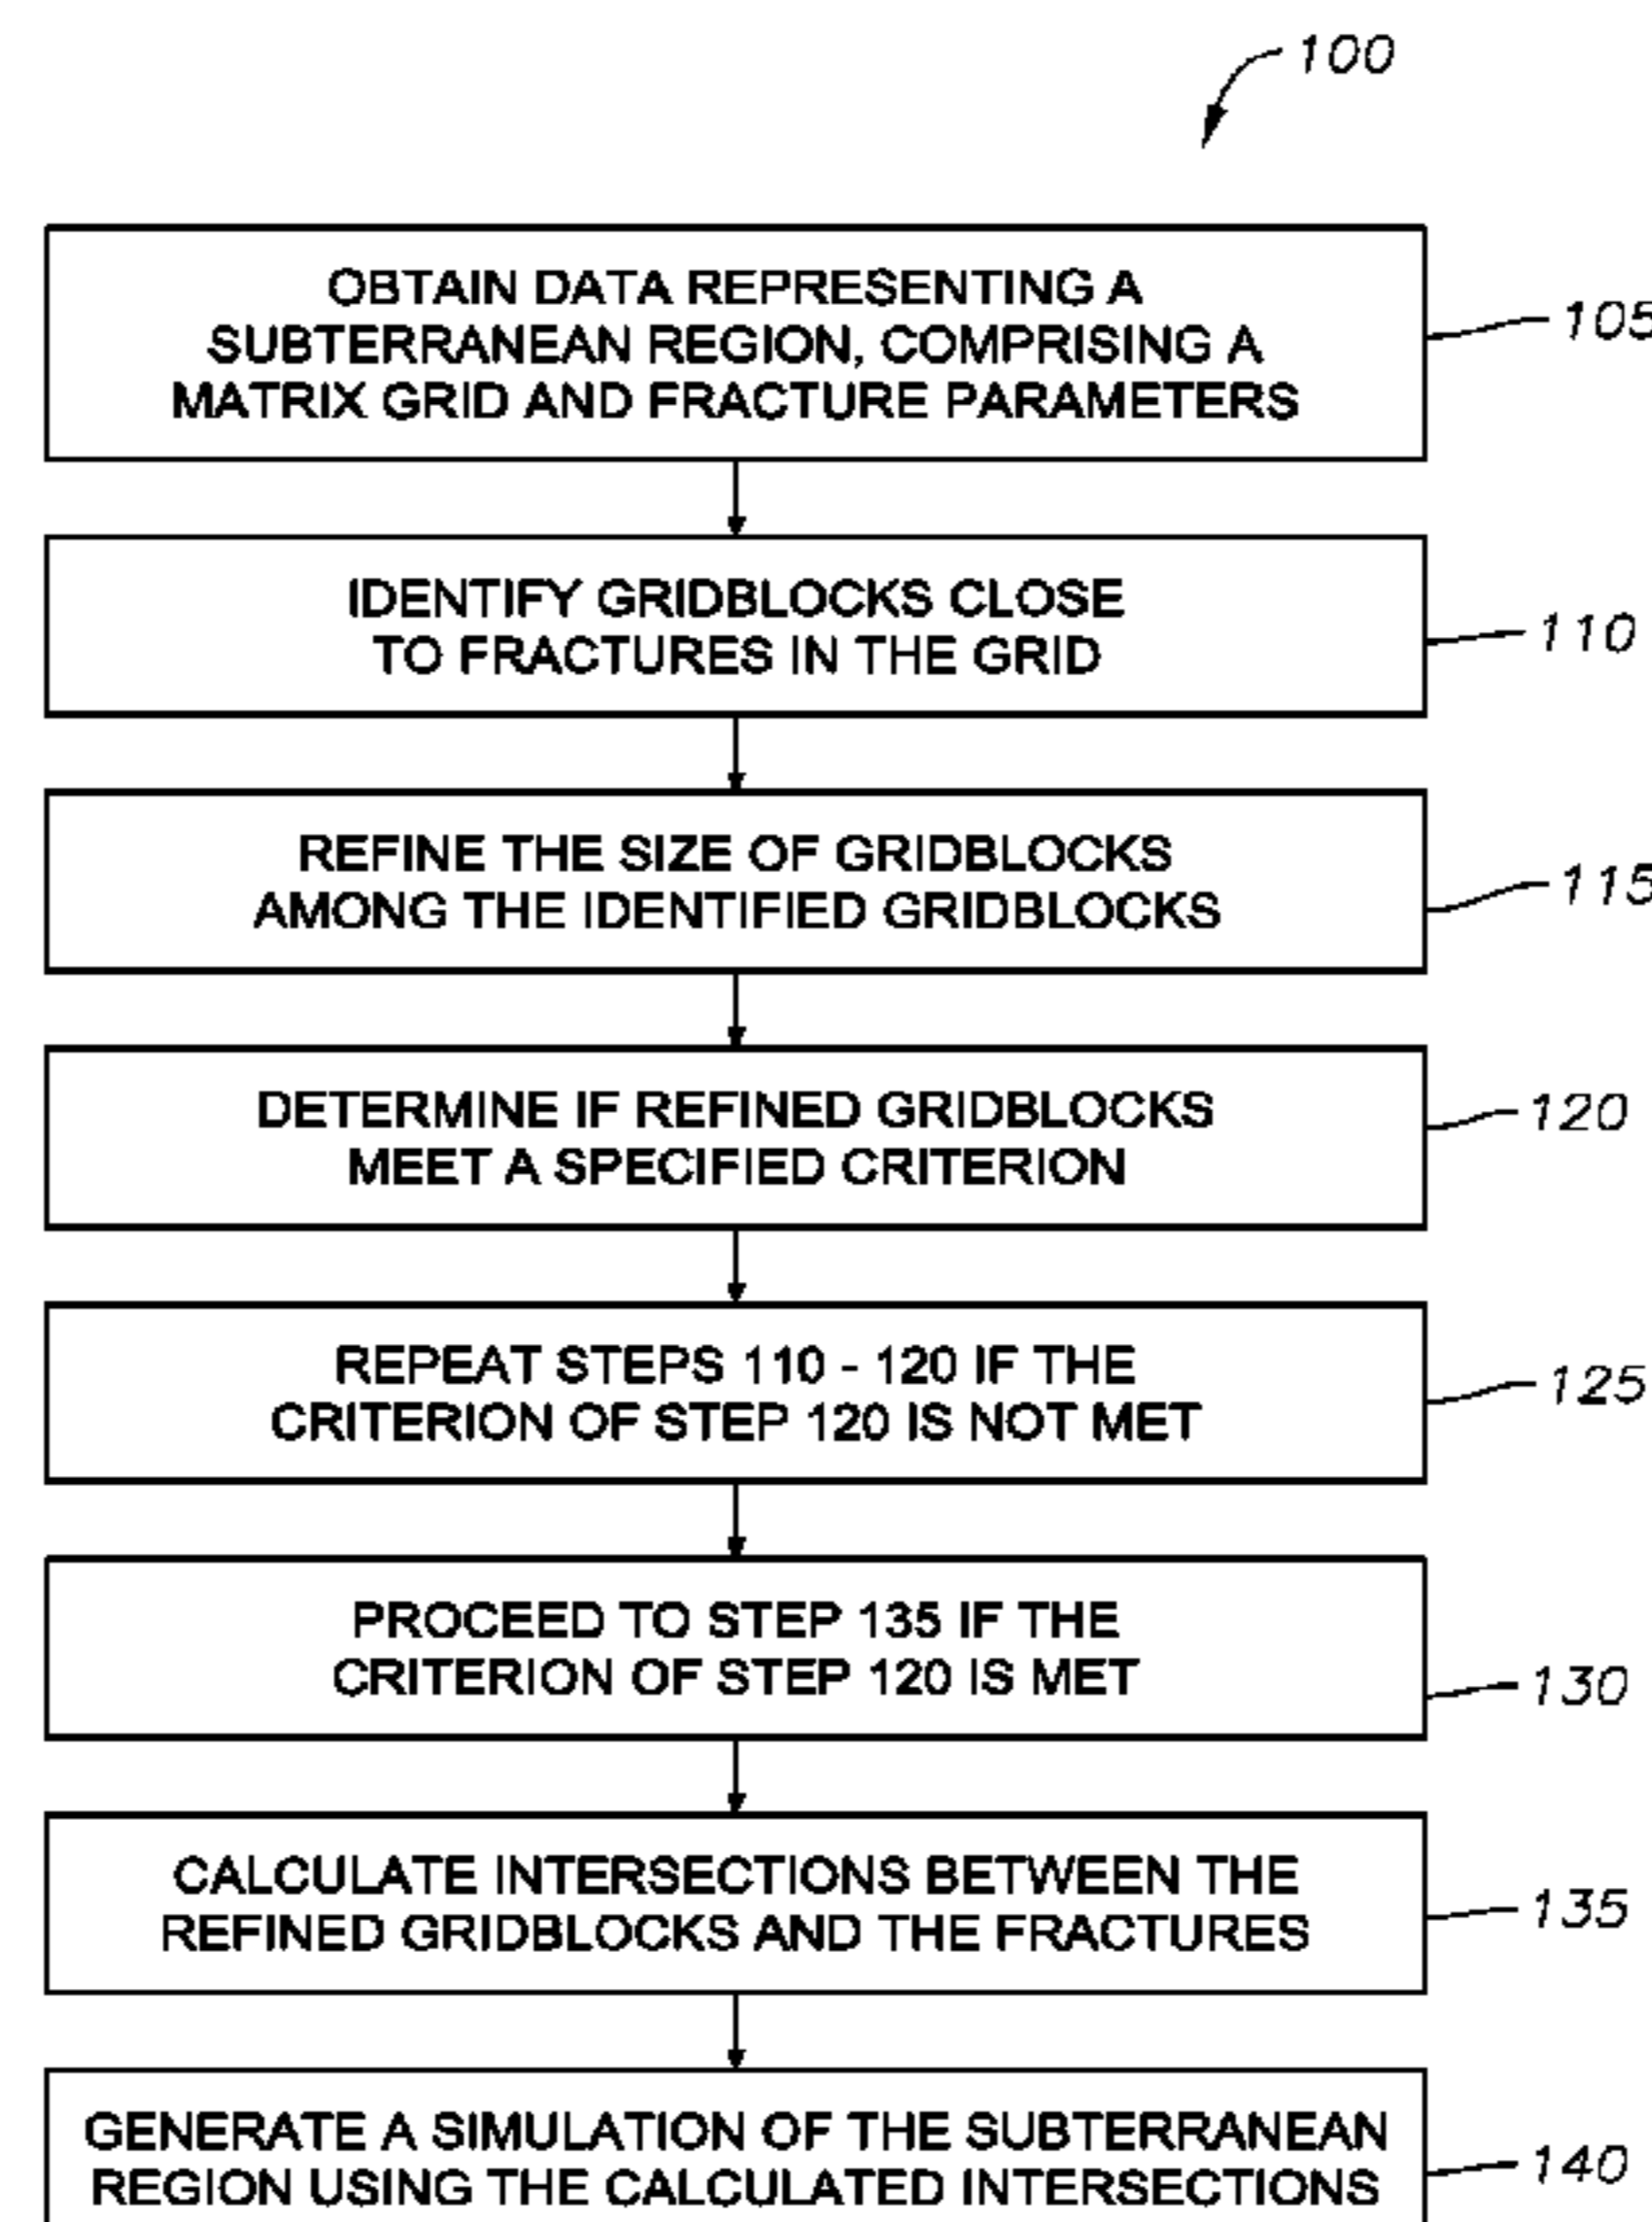 100
OBTAIN DATA REPRESENTING A
SUBTERRANEAN REGION, COMPRISING A
MATRIX GRID AND FRACTURE PARAMETERS
105
IDENTIFY GRIDBLOCKS CLOSE
TO FRACTURES IN THE GRID
110
REFINE THE SIZE OF GRIDBLOCKS
AMONG THE IDENTIFIED GRIDBLOCKS
115
DETERMINE IF REFINED GRIDBLOCKS
MEET A SPECIFIED CRITERION
120
REPEAT STEPS 110 - 120 IF THE
CRITERION OF STEP 120 IS NOT MET
125
PROCEED TO STEP 135 IF THE
CRITERION OF STEP 120 IS MET
130
CALCULATE INTERSECTIONS BETWEEN THE
REFINED GRIDBLOCKS AND THE FRACTURES
135
GENERATE A SIMULATION OF THE SUBTERRANEAN
REGION USING THE CALCULATED INTERSECTIONS
140